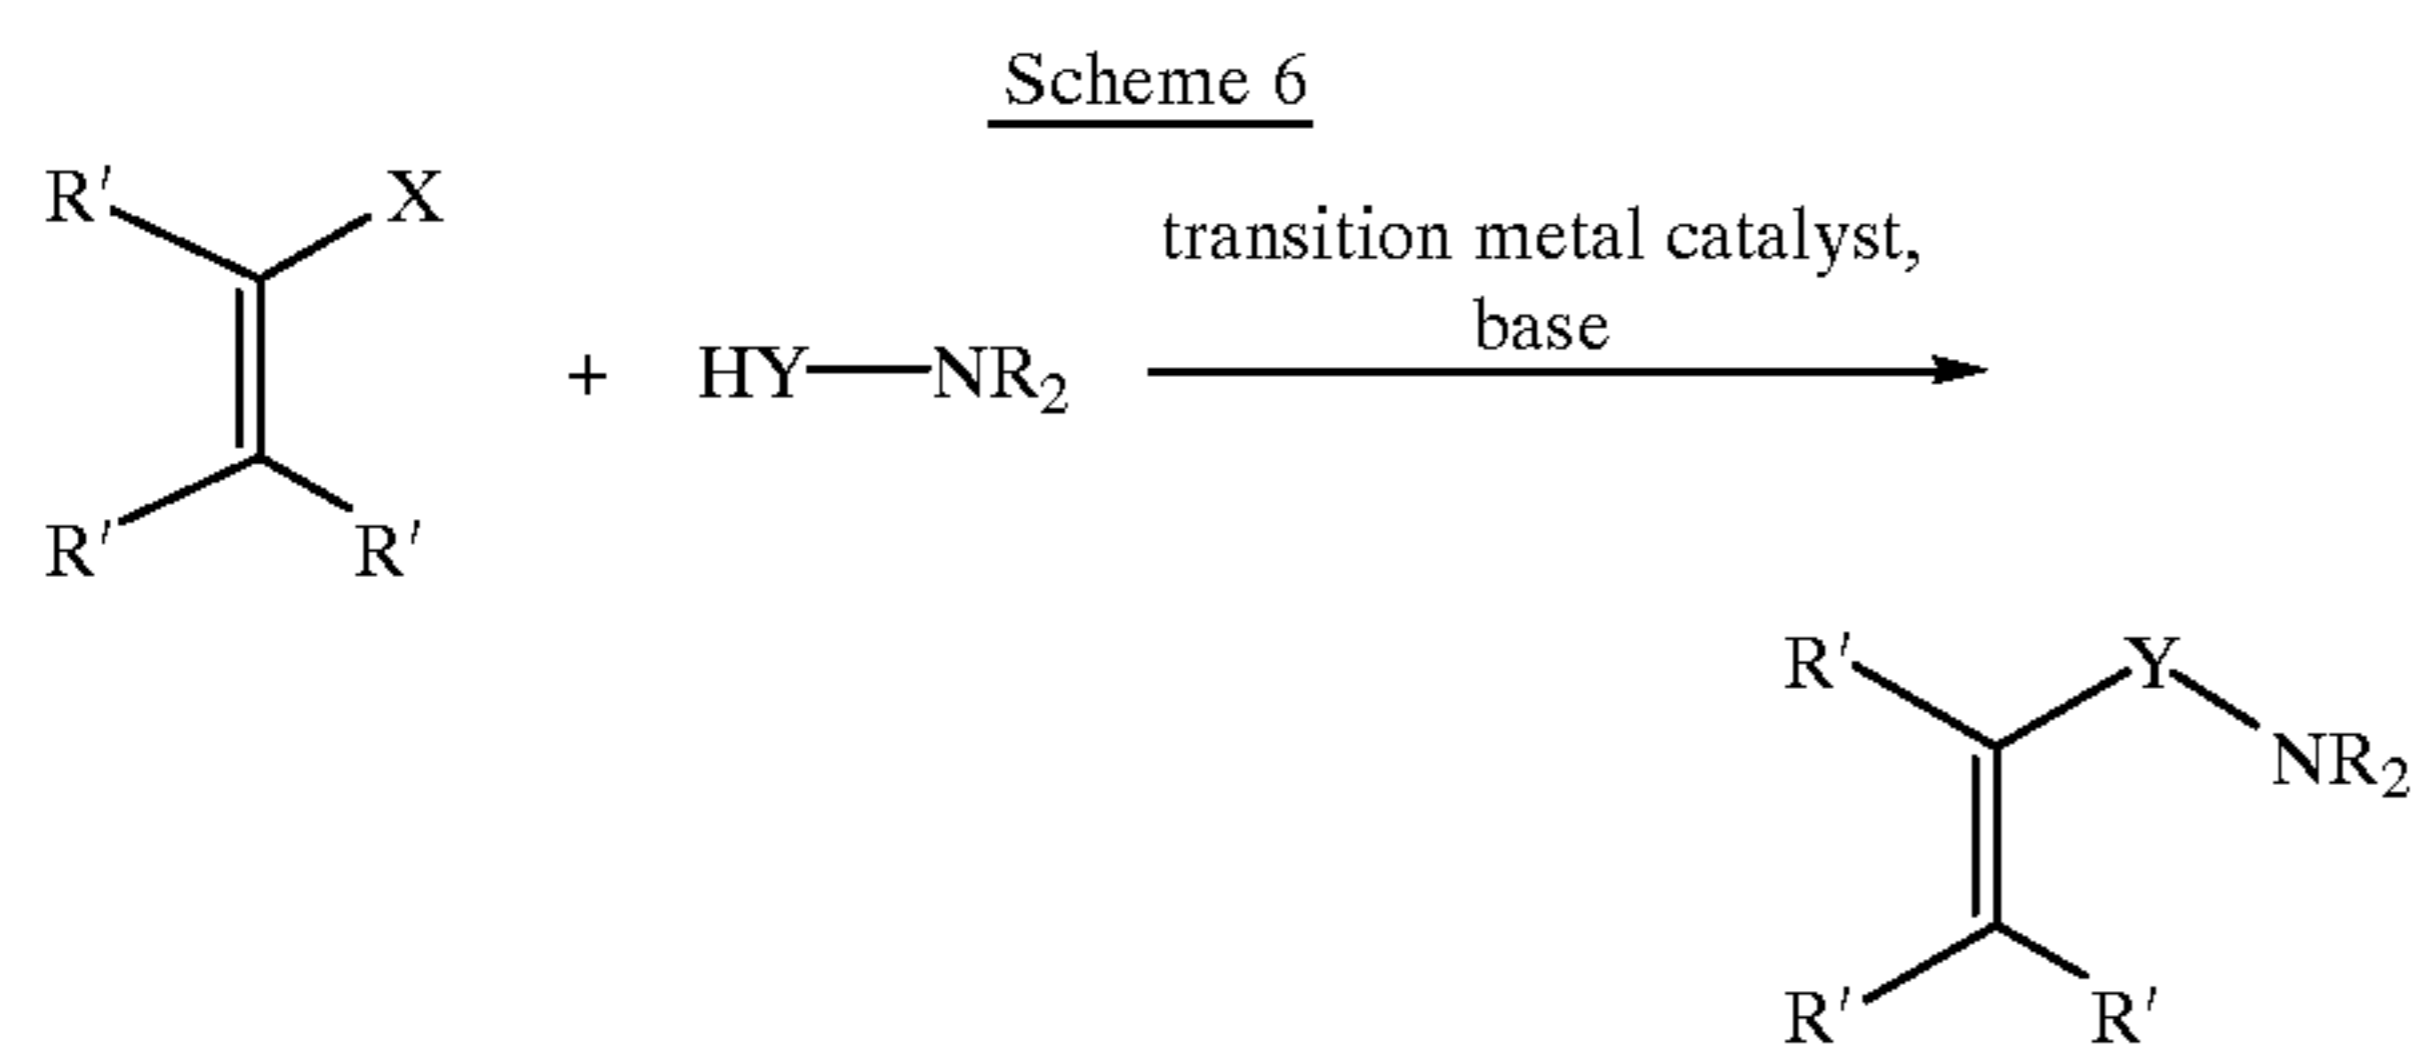 Scheme 6
R' X
transition metal catalyst,
base
+ HY—NR2
R' R'
R' Y
NR2
R' R'